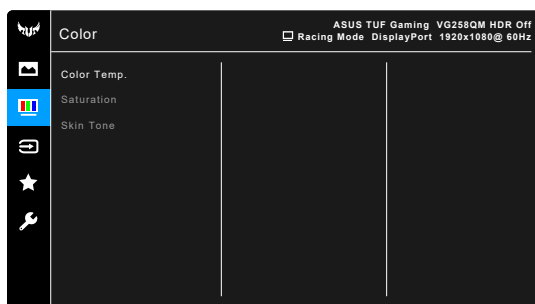 Color
ASUS TUF Gaming VG258QM HDR Off
Racing Mode DisplayPort 1920x1080@ 60Hz
Color Temp.
Saturation
Skin Tone